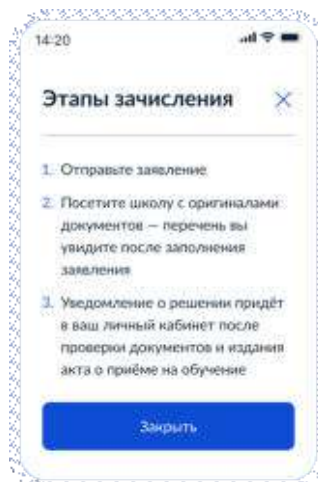 14:20
Этапы зачисления
1. Отправьте заявление
2. Посетите школу с оригиналами
документов — перечень вы
увидите после заполнения
заявления
3. Уведомление о решении придёт
в ваш личный кабинет после
проверки документов и издания
акта о приёме на обучение
Закрыть